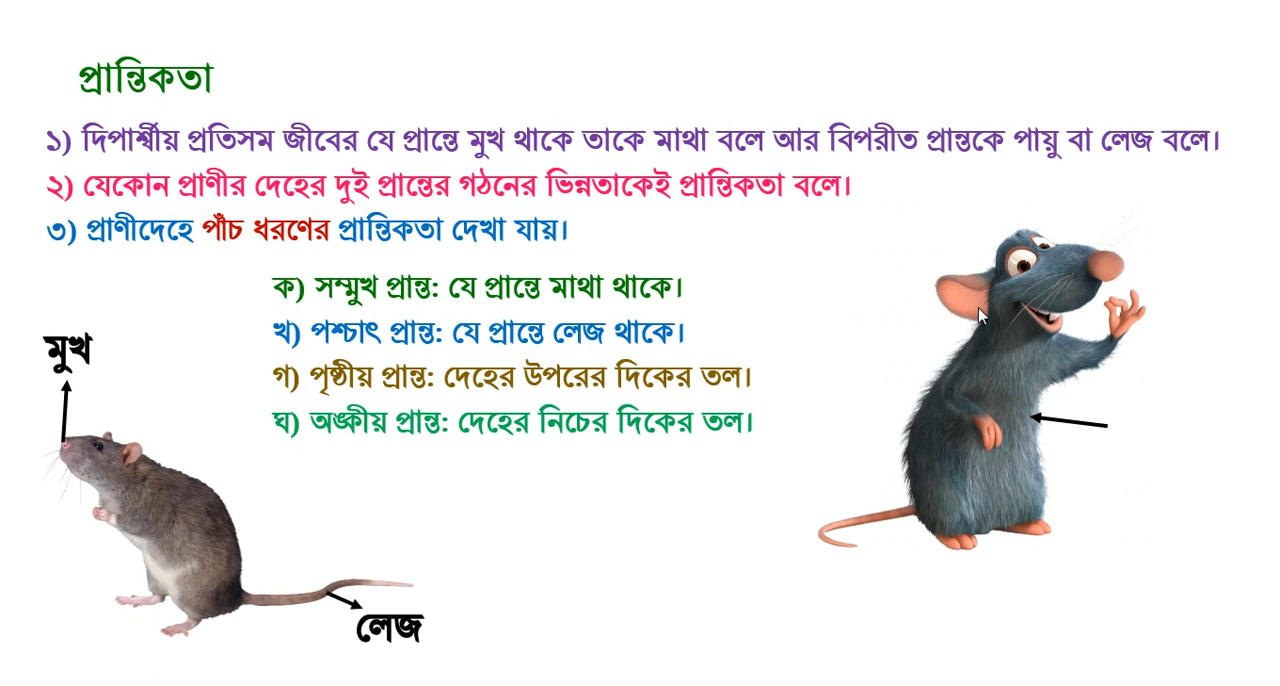 প্রান্তিকতা
১) দিপার্শ্বীয় প্রতিসম জীবের যে প্রান্তে মুখ থাকে তাকে মাথা বলে আর বিপরীত প্রান্তকে পায়ু বা লেজ বলে।
২) যেকোন প্রাণীর দেহের দুই প্রান্তের গঠনের ভিন্নতাকেই প্রান্তিকতা বলে।
৩) প্রাণীদেহে পাঁচ ধরণের প্রান্তিকতা দেখা যায়।
ক) সম্মুখ প্রান্ত: যে প্রান্তে মাথা থাকে।
খ) পশ্চাৎ প্রান্ত: যে প্রান্তে লেজ থাকে।
গ) পৃষ্ঠীয় প্রান্ত: দেহের উপরের দিকের তল।
ঘ) অঙ্কীয় প্রান্ত: দেহের নিচের দিকের তল।
মুখ
লেজ